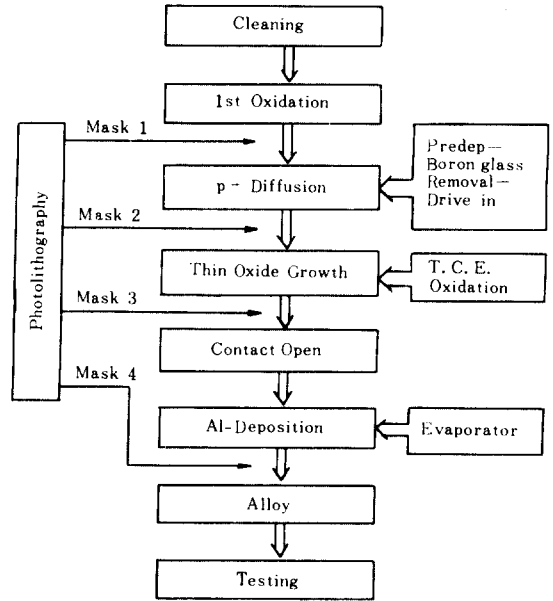 Cleaning
1st Oxidation
Mask 1
Predep—
Boron glass
Removal—
Drive in
p - Diffusion
Mask 2
Photolithography
Thin Oxide Growth
T. C. E.
Oxidation
Mask 3
Contact Open
Mask 4
Al-Deposition
Evaporator
Alloy
Testing